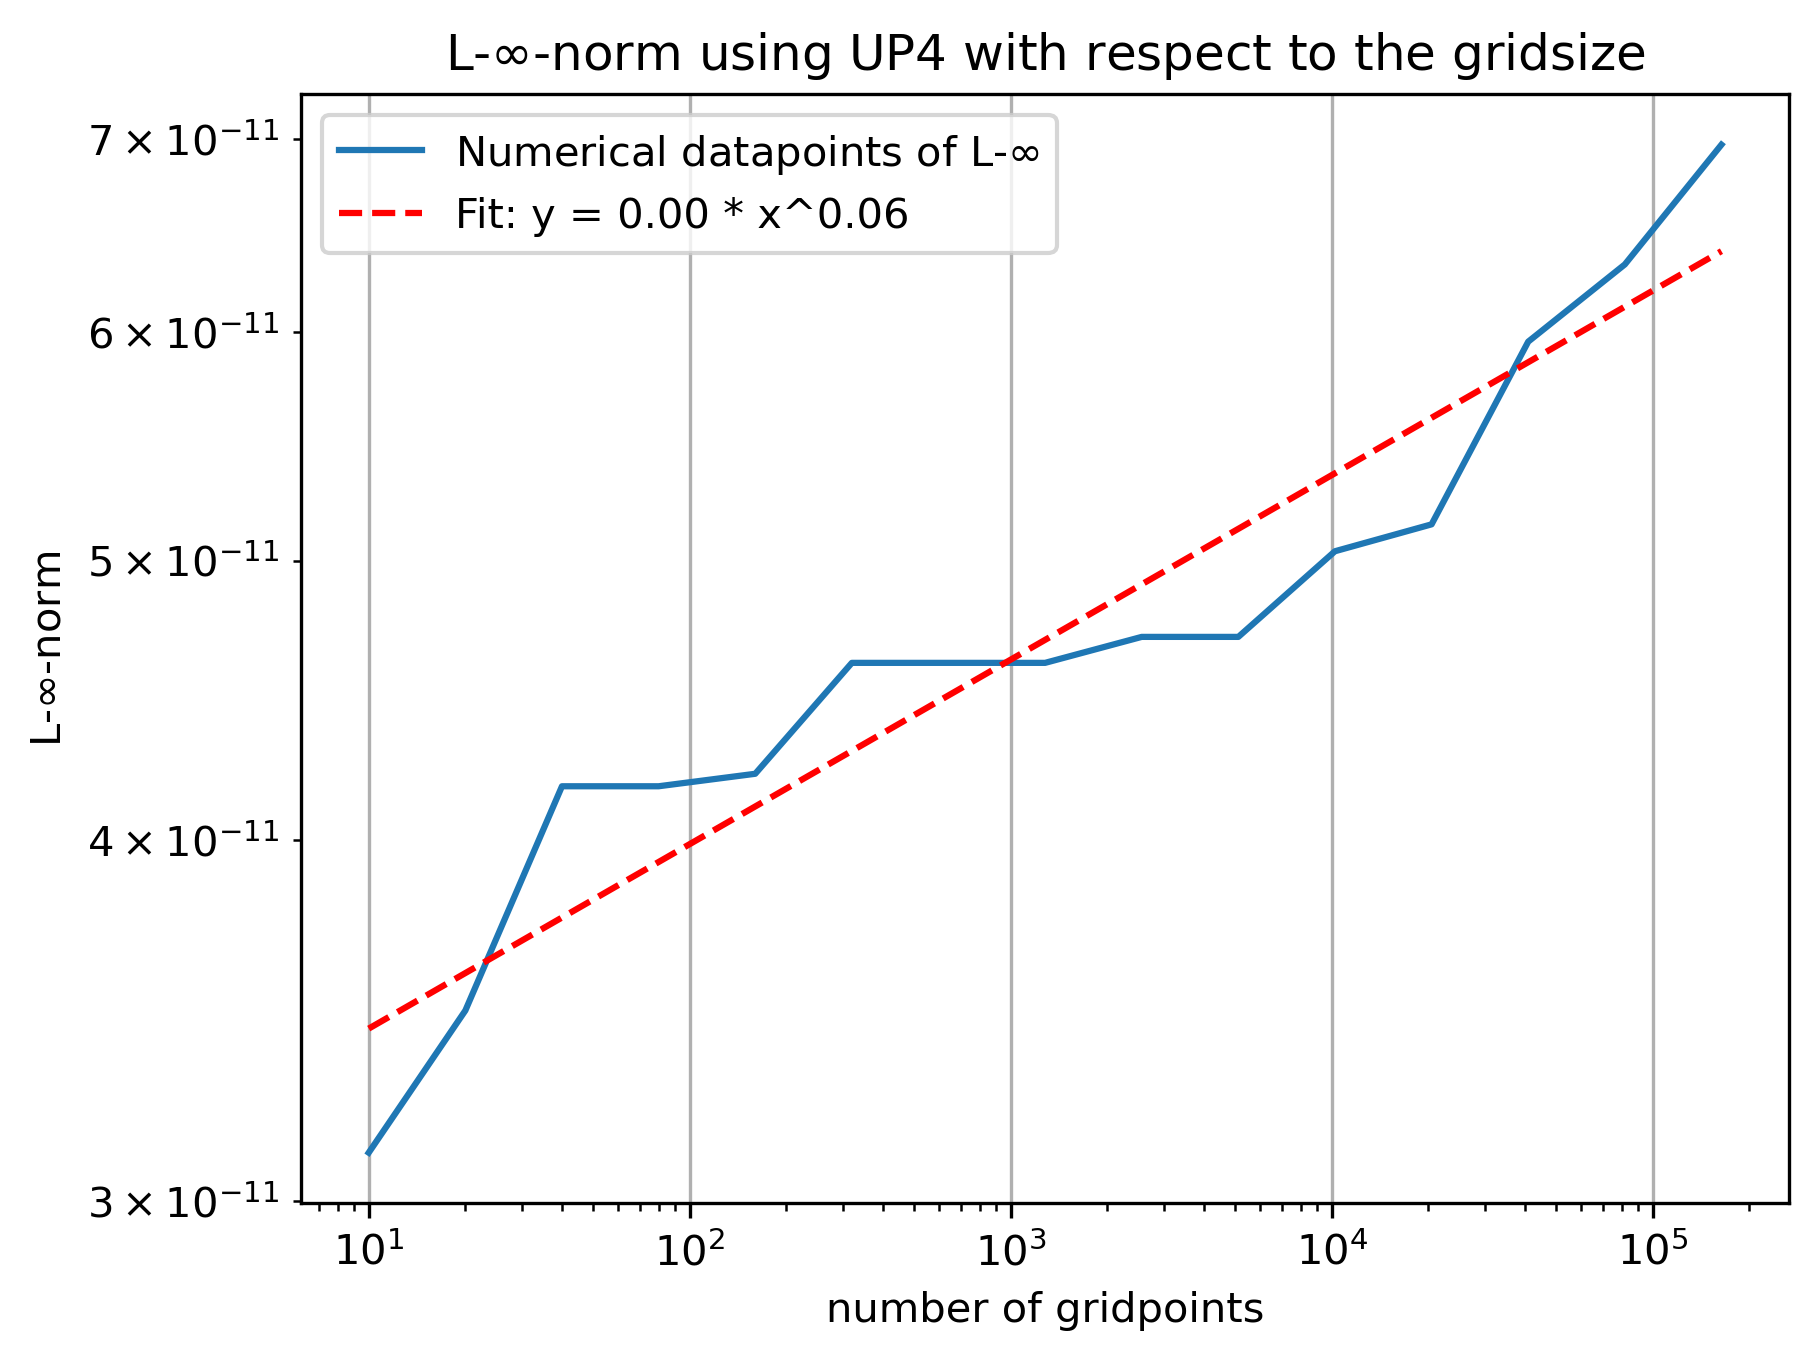 L-∞-norm using UP4 with respect to the gridsize
Numerical datapoints of L-∞
Fit: y = 0.00 * x^0.06
L-∞-norm
7 × 10⁻¹¹
6 × 10⁻¹¹
5 × 10⁻¹¹
4 × 10⁻¹¹
3 × 10⁻¹¹
10¹ 10² 10³ 10⁴ 10⁵
number of gridpoints